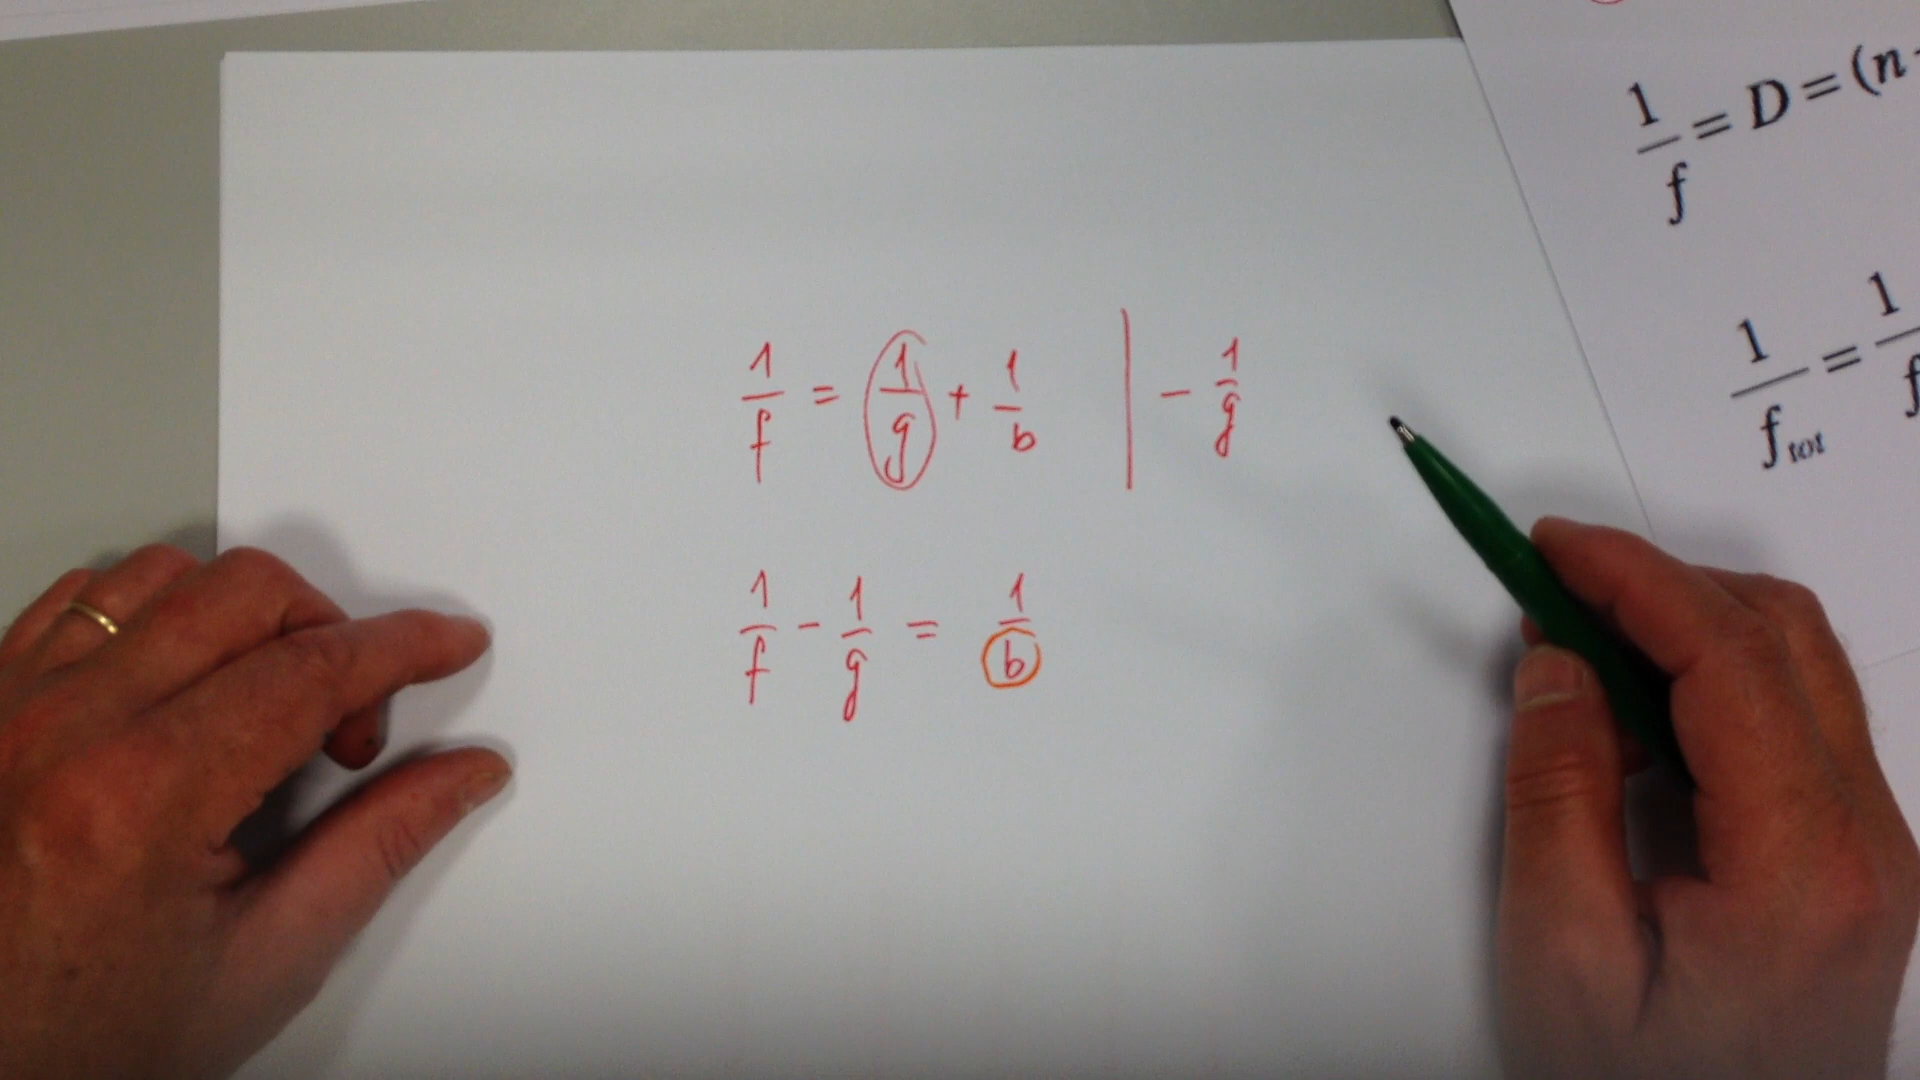 1/f = 1/g + 1/b | - 1/g
1/f - 1/g = 1/b
1/f = D = (n-
1/f_tot = 1/f